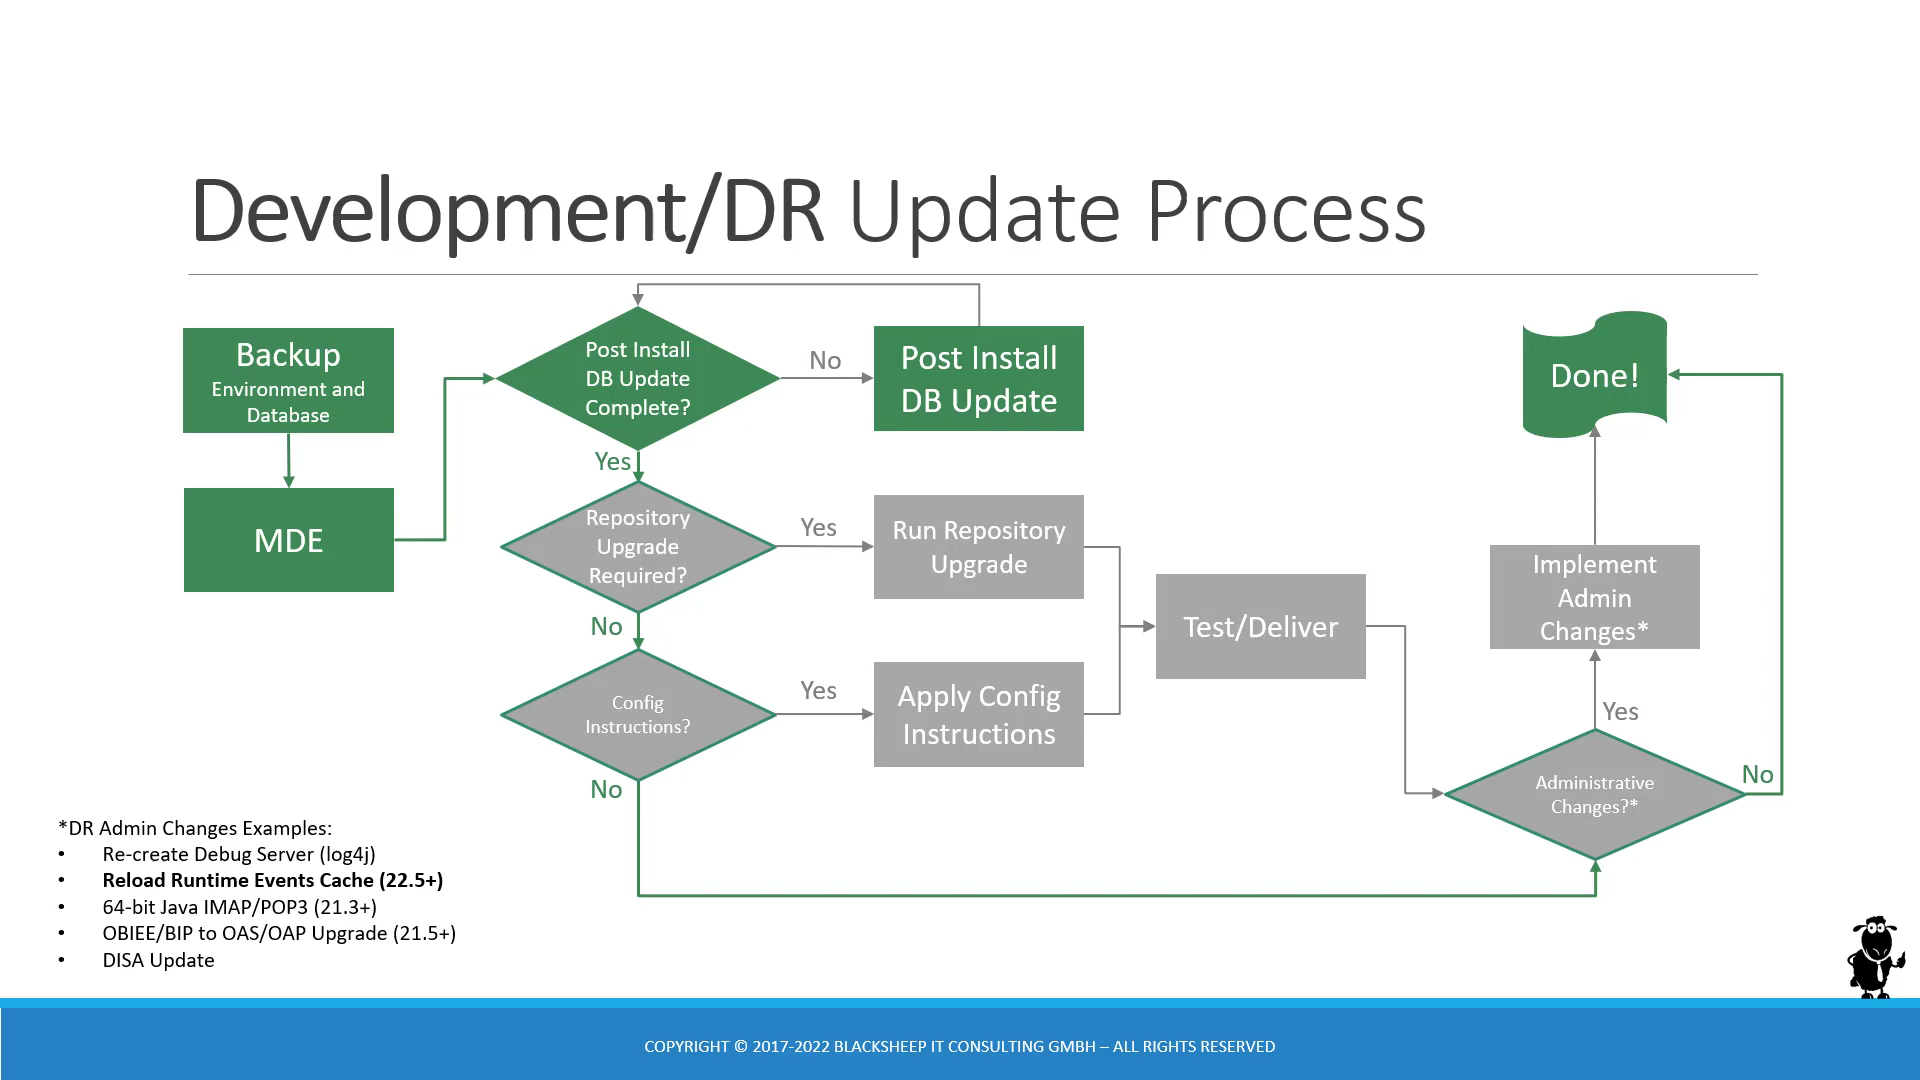 Development/DR Update Process
Backup
Environment and
Database
MDE
Post Install
DB Update
Complete?
No
Post Install
DB Update
Yes
Repository
Upgrade
Required?
Yes
Run Repository
Upgrade
No
Config
Instructions?
Yes
Apply Config
Instructions
No
Test/Deliver
Done!
Implement
Admin
Changes*
Yes
Administrative
Changes?*
No
*DR Admin Changes Examples:
• Re-create Debug Server (log4j)
• Reload Runtime Events Cache (22.5+)
• 64-bit Java IMAP/POP3 (21.3+)
• OBIEE/BIP to OAS/OAP Upgrade (21.5+)
• DISA Update
COPYRIGHT © 2017-2022 BLACKSHEEP IT CONSULTING GMBH – ALL RIGHTS RESERVED